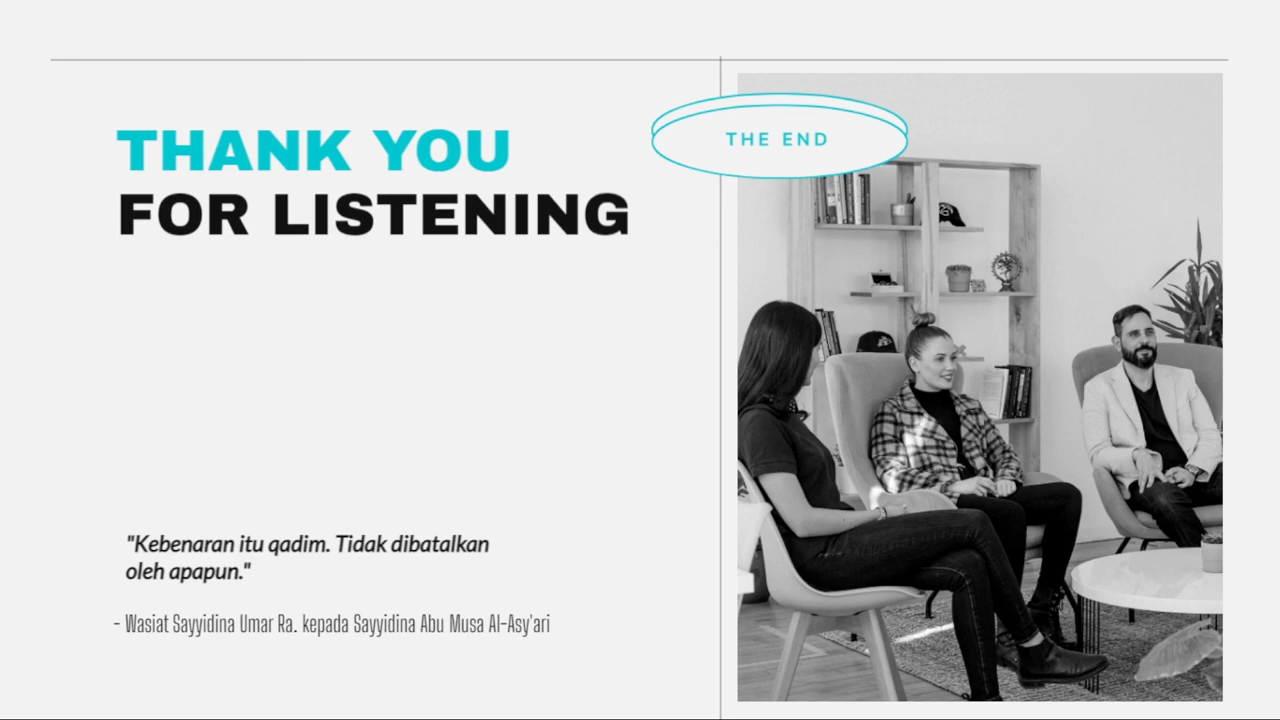 THANK YOU
FOR LISTENING
THE END
"Kebenaran itu qadim. Tidak dibatalkan
oleh apapun."
- Wasiat Sayyidina Umar Ra. kepada Sayyidina Abu Musa Al-Asy'ari